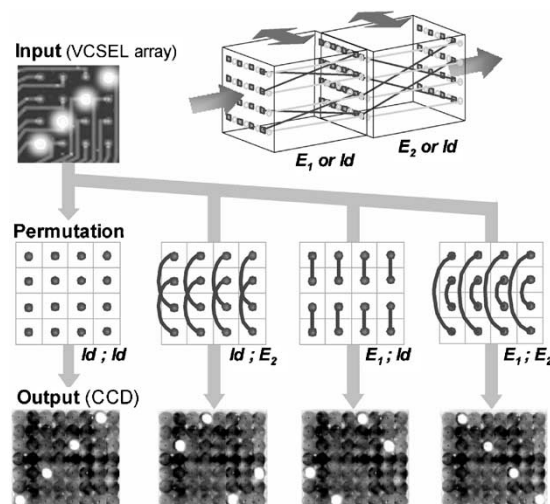 Input (VCSEL array)
E₁ or Id
E₂ or Id
Permutation
Id ; Id
Id ; E₂
E₁ ; Id
E₁ ; E₂
Output (CCD)